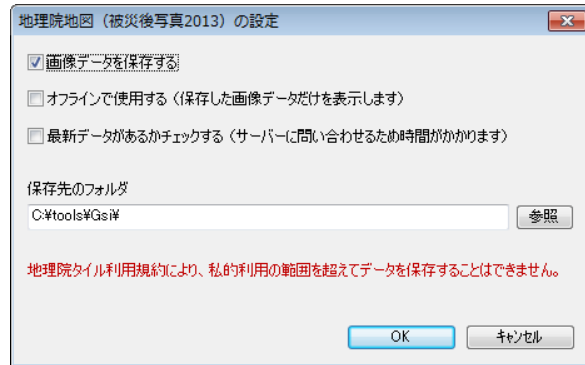 地理院地図（被災後写真2013）の設定
画像データを保存する
オフラインで使用する（保存した画像データだけを表示します）
最新データがあるかチェックする（サーバーに問い合わせるため時間がかかります）
保存先のフォルダ
C:¥tools¥Gsi¥
参照
地理院タイル利用規約により、私的利用の範囲を超えてデータを保存することはできません。
OK
キャンセル